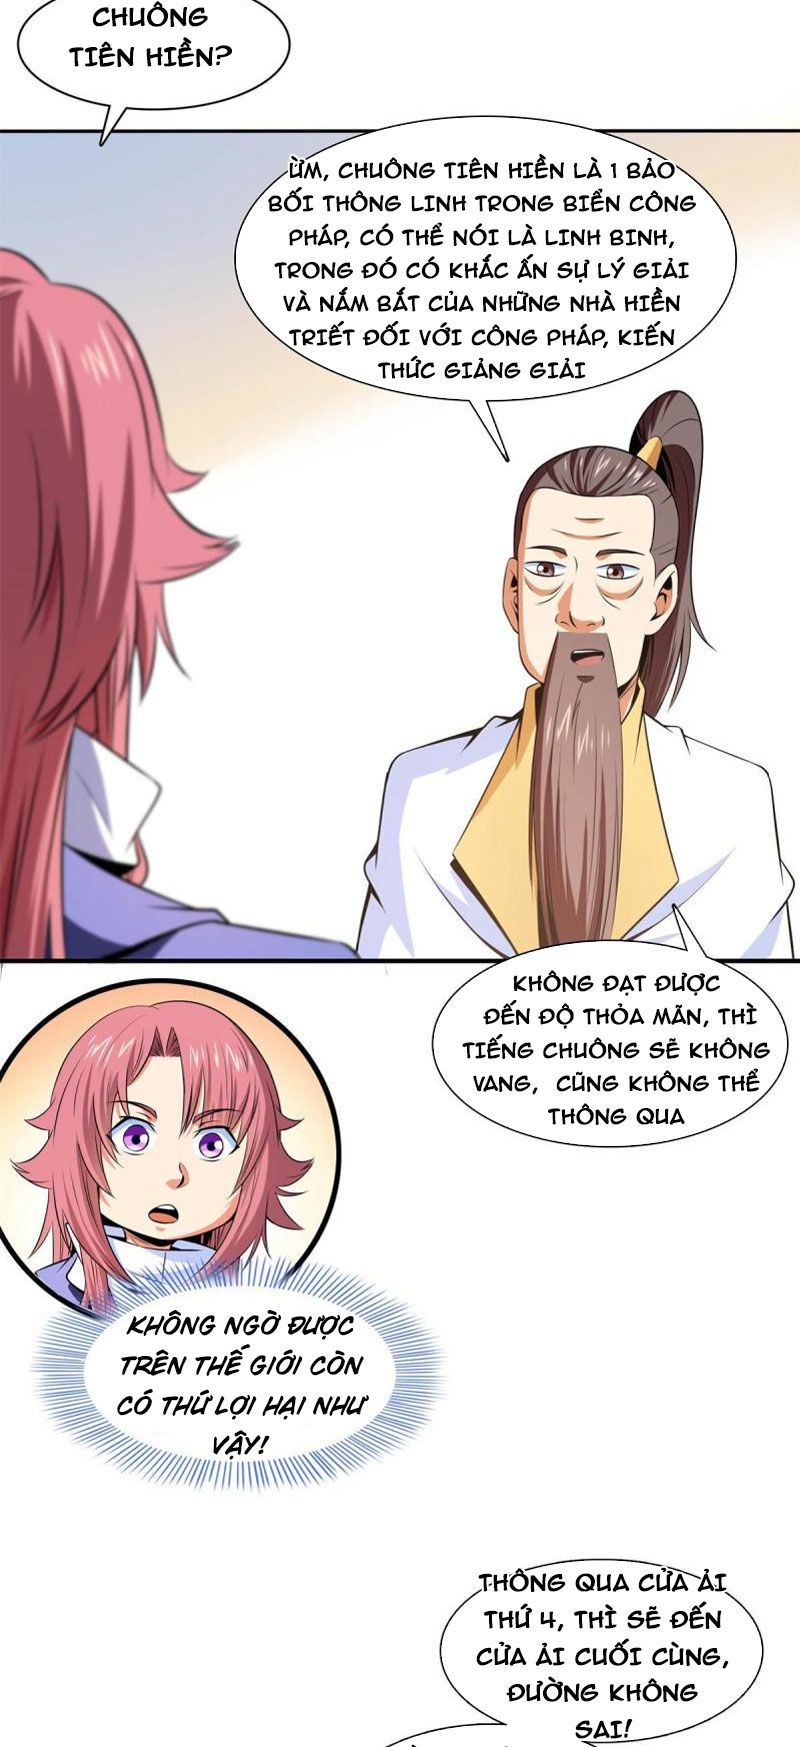 CHUÔNG
TIÊN HIỀN?
ỪM, CHUÔNG TIÊN HIỀN LÀ 1 BẢO
BỐI THÔNG LINH TRONG BIỂN CÔNG
PHÁP, CÓ THỂ NÓI LÀ LINH BINH,
TRONG ĐÓ CÓ KHẮC ẤN SỰ LÝ GIẢI
VÀ NẮM BẮT CỦA NHỮNG NHÀ HIỀN
TRIẾT ĐỐI VỚI CÔNG PHÁP, KIẾN
THỨC GIẢNG GIẢI
KHÔNG ĐẠT ĐƯỢC
ĐẾN ĐỘ THỎA MÃN, THÌ
TIẾNG CHUÔNG SẼ KHÔNG
VANG, CŨNG KHÔNG THỂ
THÔNG QUA
KHÔNG NGỜ ĐƯỢC
TRÊN THẾ GIỚI CÒN
CÓ THỨ LỢI HẠI NHƯ
VẬY!
THÔNG QUA CỬA ẢI
THỨ 4, THÌ SẼ ĐẾN
CỬA ẢI CUỐI CÙNG,
ĐƯỜNG KHÔNG
SAI!